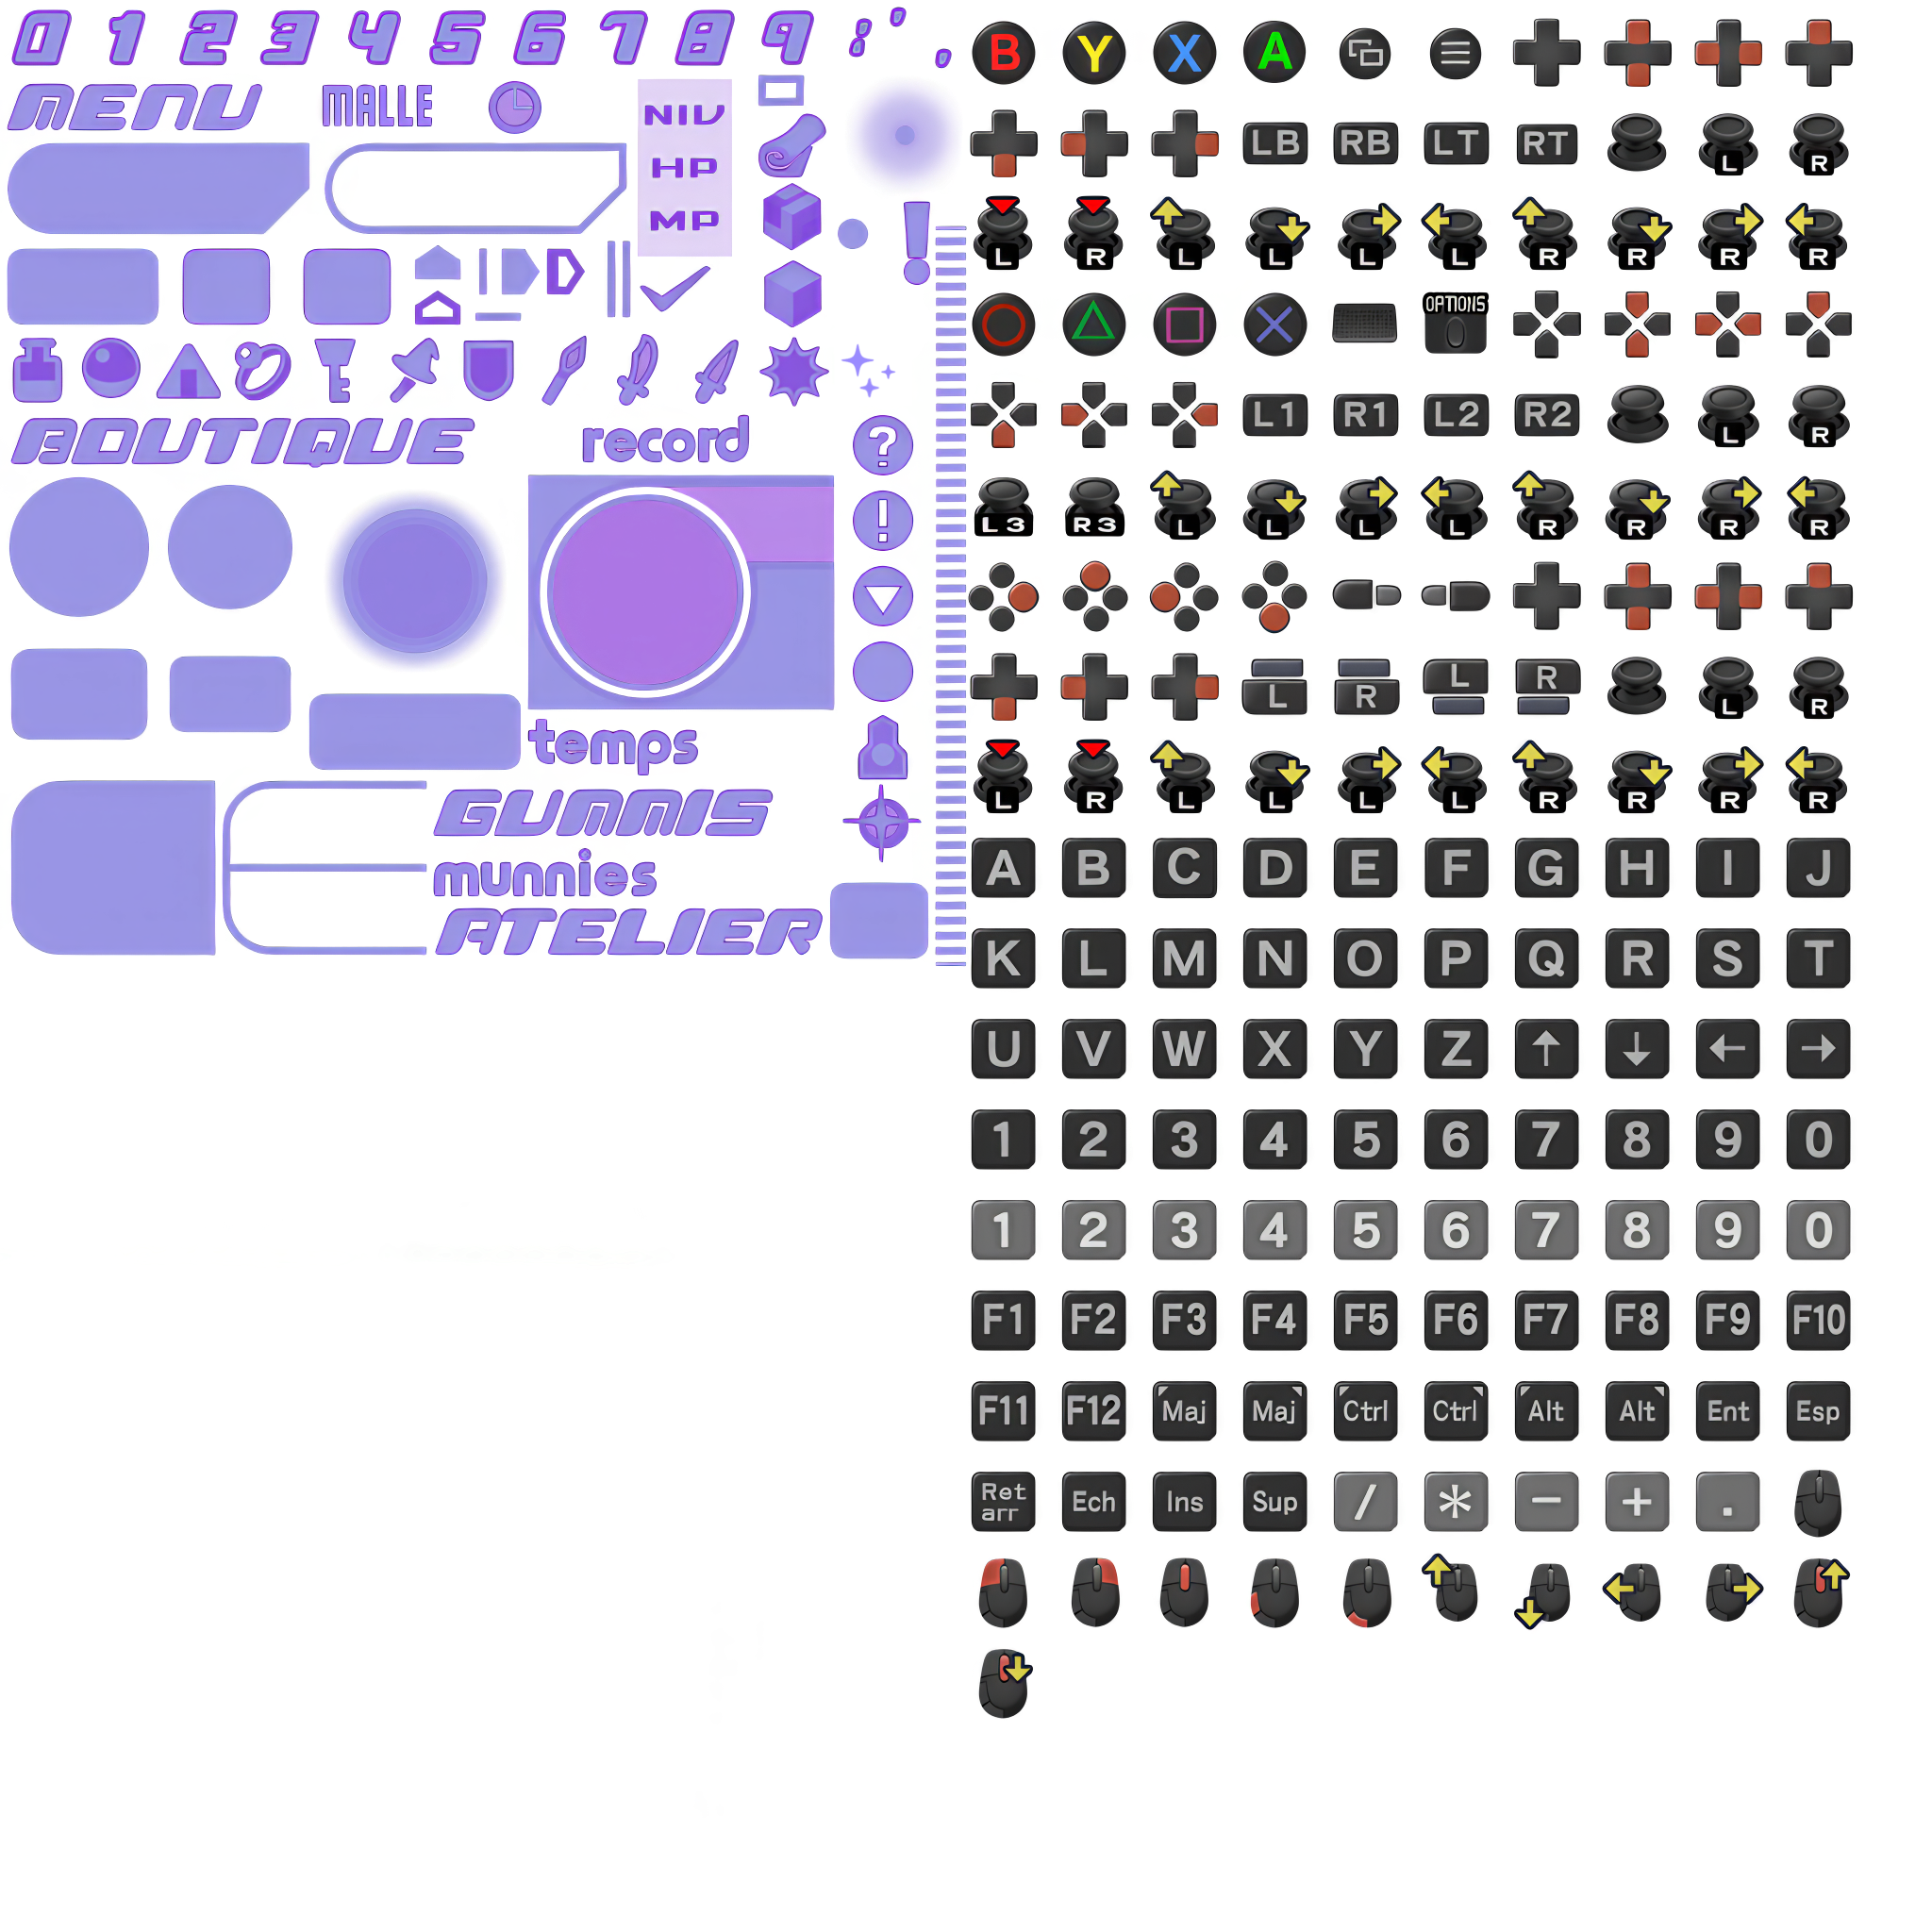 0 1 2 3 4 5 6 7 8 9 : ' ,
MENU MALLE
NIV
HP
MP
!
BOUTIQUE record
?
!
temps
GUMMIS
munnies
ATELIER
B Y X A
LB RB LT RT L R
L R L L L L R R R R
OPTIONS
L1 R1 L2 R2 L R
L3 R3 L L L L R R R R
L R L R L R
L R L L L L R R R R
A B C D E F G H I J
K L M N O P Q R S T
U V W X Y Z ↑ ↓ ← →
1 2 3 4 5 6 7 8 9 0
1 2 3 4 5 6 7 8 9 0
F1 F2 F3 F4 F5 F6 F7 F8 F9 F10
F11 F12 Maj Maj Ctrl Ctrl Alt Alt Ent Esp
Ret arr Ech Ins Sup / * - + .